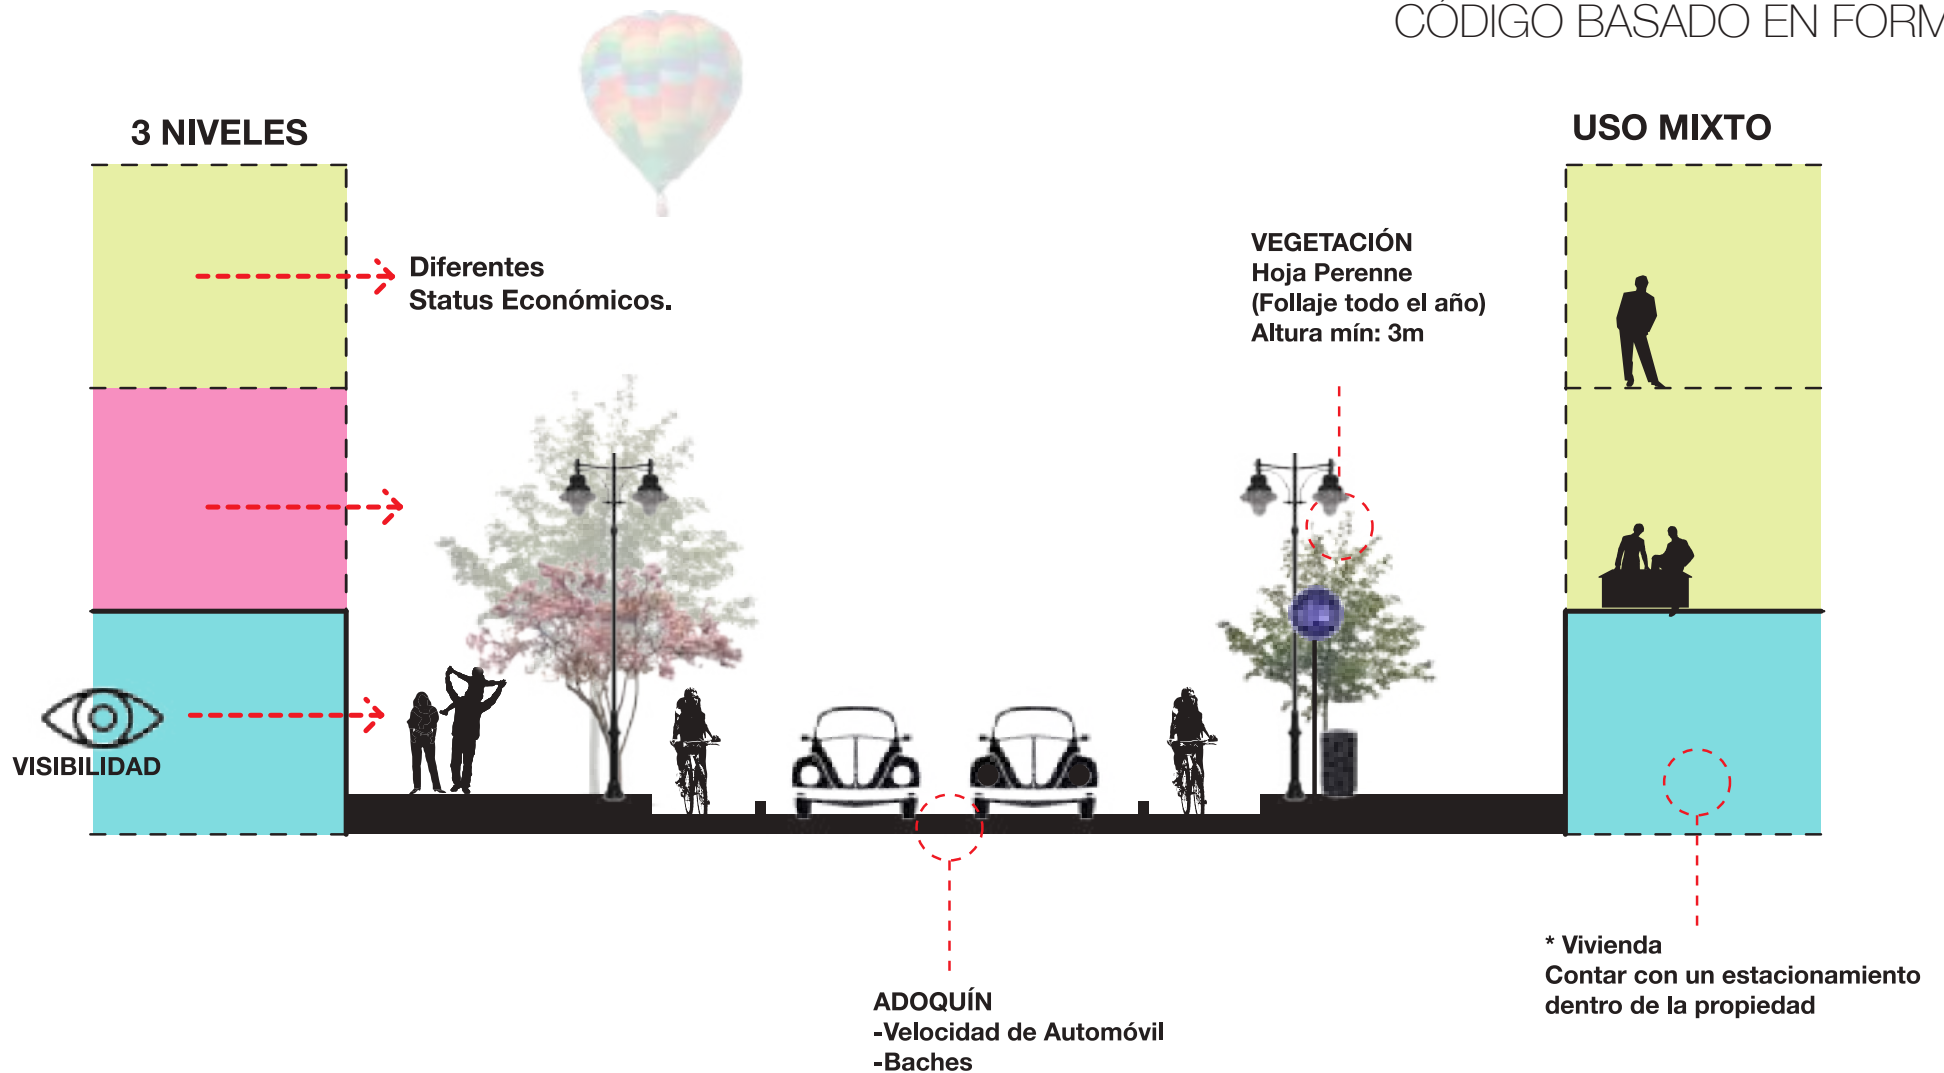 CÓDIGO BASADO EN FORM
3 NIVELES
USO MIXTO
Diferentes
Status Económicos.
VEGETACIÓN
Hoja Perenne
(Follaje todo el año)
Altura mín: 3m
VISIBILIDAD
* Vivienda
Contar con un estacionamiento
dentro de la propiedad
ADOQUÍN
-Velocidad de Automóvil
-Baches